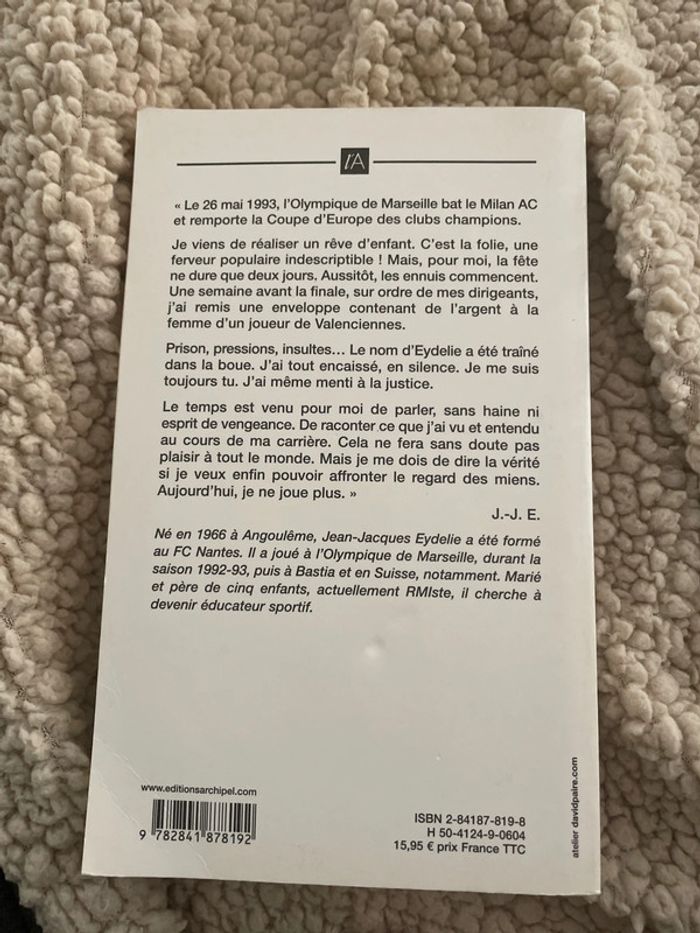 l'A
« Le 26 mai 1993, l'Olympique de Marseille bat le Milan AC
et remporte la Coupe d'Europe des clubs champions.
Je viens de réaliser un rêve d'enfant. C'est la folie, une
ferveur populaire indescriptible ! Mais, pour moi, la fête
ne dure que deux jours. Aussitôt, les ennuis commencent.
Une semaine avant la finale, sur ordre de mes dirigeants,
j'ai remis une enveloppe contenant de l'argent à la
femme d'un joueur de Valenciennes.
Prison, pressions, insultes... Le nom d'Eydelie a été traîné
dans la boue. J'ai tout encaissé, en silence. Je me suis
toujours tu. J'ai même menti à la justice.
Le temps est venu pour moi de parler, sans haine ni
esprit de vengeance. De raconter ce que j'ai vu et entendu
au cours de ma carrière. Cela ne fera sans doute pas
plaisir à tout le monde. Mais je me dois de dire la vérité
si je veux enfin pouvoir affronter le regard des miens.
Aujourd'hui, je ne joue plus. »
J.-J. E.
Né en 1966 à Angoulême, Jean-Jacques Eydelie a été formé
au FC Nantes. Il a joué à l'Olympique de Marseille, durant la
saison 1992-93, puis à Bastia et en Suisse, notamment. Marié
et père de cinq enfants, actuellement RMIste, il cherche à
devenir éducateur sportif.
www.editionsarchipel.com
9 782841 878192
ISBN 2-84187-819-8
H 50-4124-9-0604
15,95 € prix France TTC
atelier davidpaire.com